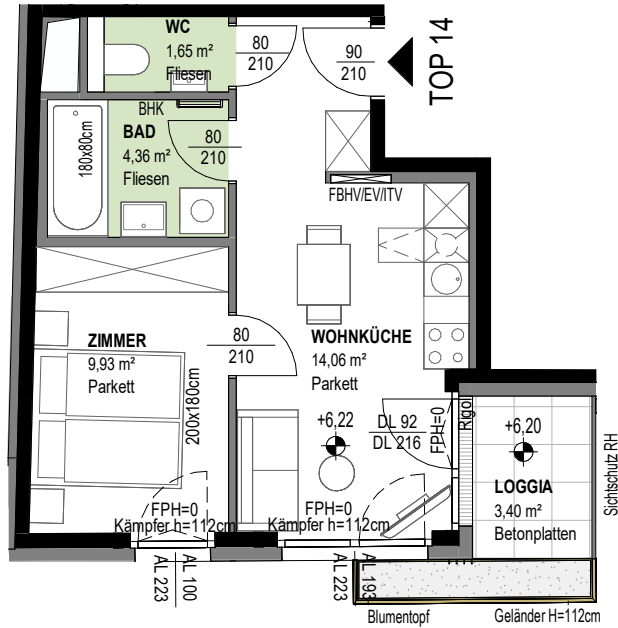 WC
1,65 m²
Fliesen
80
210
90
210
TOP 14
BHK
BAD
4,36 m²
Fliesen
180x80cm
80
210
FBHV/EV/ITV
ZIMMER
9,93 m²
Parkett
200x180cm
80
210
WOHNKÜCHE
14,06 m²
Parkett
+6,22
DL 92
DL 216
FPH=0
Rigol
+6,20
LOGGIA
3,40 m²
Betonplatten
Sichtschutz RH
FPH=0
Kämpfer h=112cm
FPH=0
Kämpfer h=112cm
AL 100
AL 223
AL 193
AL 223
Blumentopf
Geländer H=112cm